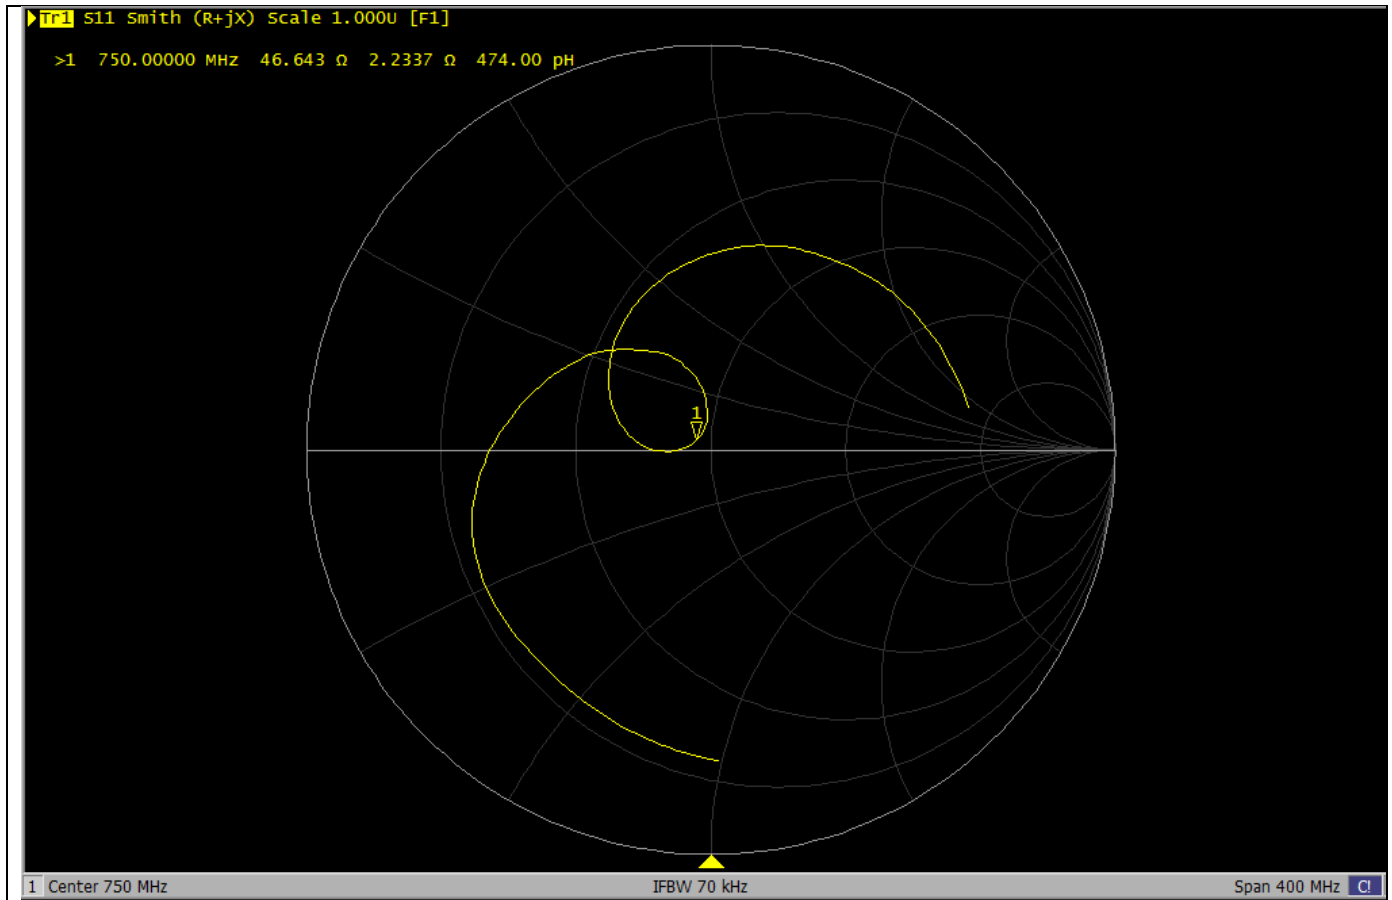 Tr1 S11 Smith (R+jX) Scale 1.000U [F1]
>1 750.00000 MHz 46.643 Ω 2.2337 Ω 474.00 pH
1
1 Center 750 MHz IFBW 70 kHz Span 400 MHz C!